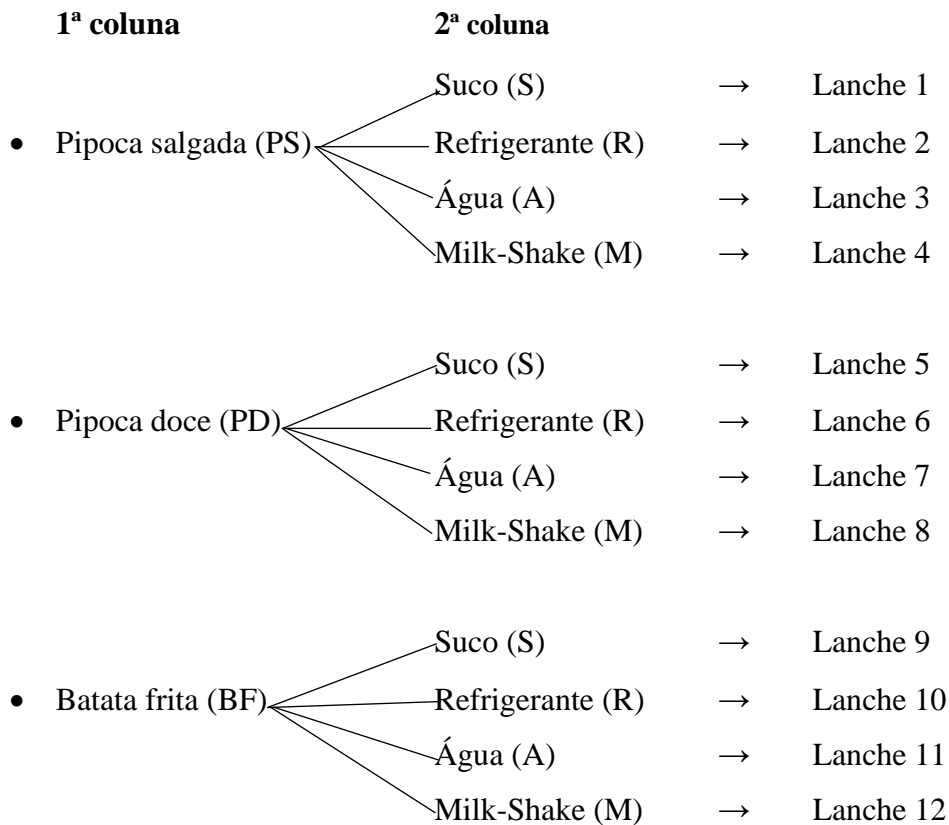 1ª coluna 2ª coluna
Suco (S) → Lanche 1
• Pipoca salgada (PS) Refrigerante (R) → Lanche 2
Água (A) → Lanche 3
Milk-Shake (M) → Lanche 4
Suco (S) → Lanche 5
• Pipoca doce (PD) Refrigerante (R) → Lanche 6
Água (A) → Lanche 7
Milk-Shake (M) → Lanche 8
Suco (S) → Lanche 9
• Batata frita (BF) Refrigerante (R) → Lanche 10
Água (A) → Lanche 11
Milk-Shake (M) → Lanche 12